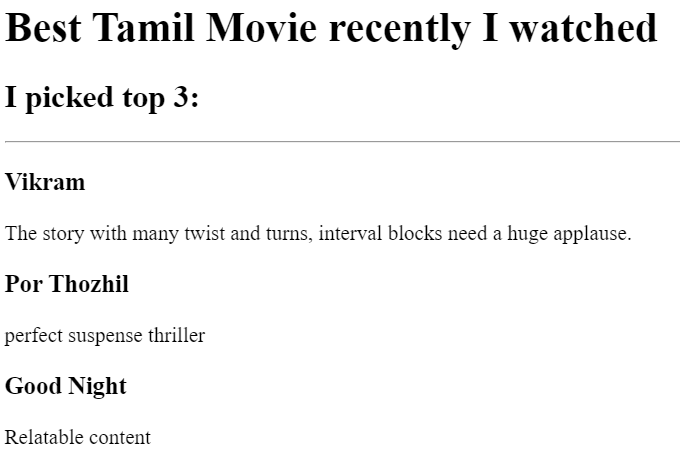 Best Tamil Movie recently I watched
I picked top 3:
Vikram
The story with many twist and turns, interval blocks need a huge applause.
Por Thozhil
perfect suspense thriller
Good Night
Relatable content